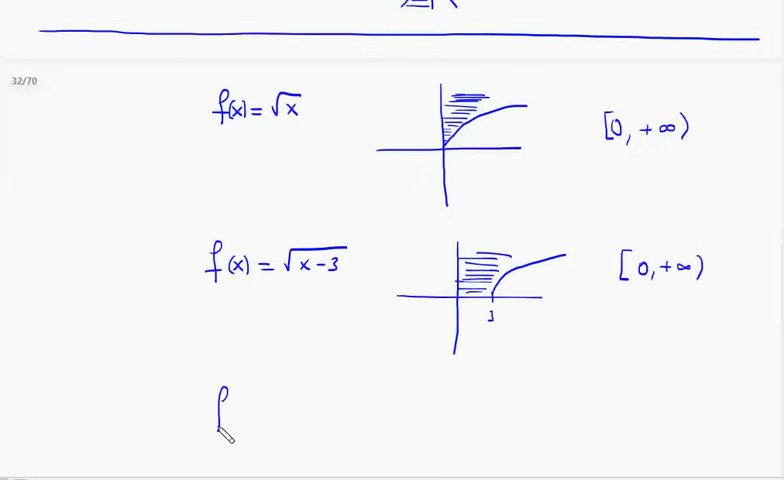 32/70
f(x) = √x
[0, +∞)
f(x) = √x-3
3
[0, +∞)
f